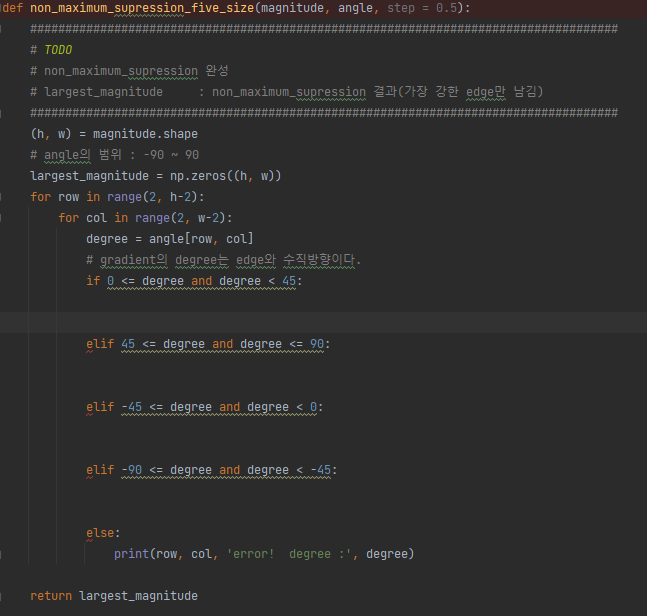 def non_maximum_supression_five_size(magnitude, angle, step = 0.5):
####################################################################################
# TODO
# non_maximum_supression 완성
# largest_magnitude     : non_maximum_supression 결과(가장 강한 edge만 남김)
####################################################################################
(h, w) = magnitude.shape
# angle의 범위 : -90 ~ 90
largest_magnitude = np.zeros((h, w))
for row in range(2, h-2):
for col in range(2, w-2):
degree = angle[row, col]
# gradient의 degree는 edge와 수직방향이다.
if 0 <= degree and degree < 45:
elif 45 <= degree and degree <= 90:
elif -45 <= degree and degree < 0:
elif -90 <= degree and degree < -45:
else:
print(row, col, 'error!  degree :', degree)
return largest_magnitude